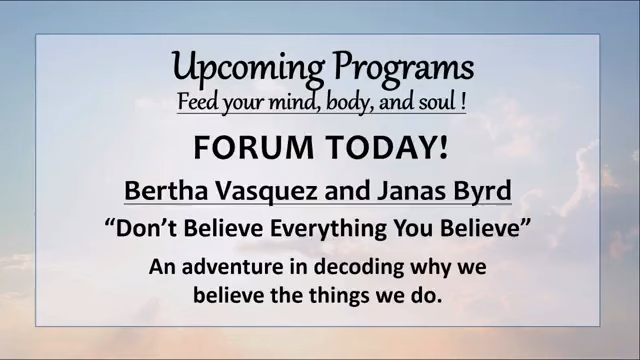 Upcoming Programs
Feed your mind, body, and soul !
FORUM TODAY!
Bertha Vasquez and Janas Byrd
“Don’t Believe Everything You Believe”
An adventure in decoding why we
believe the things we do.